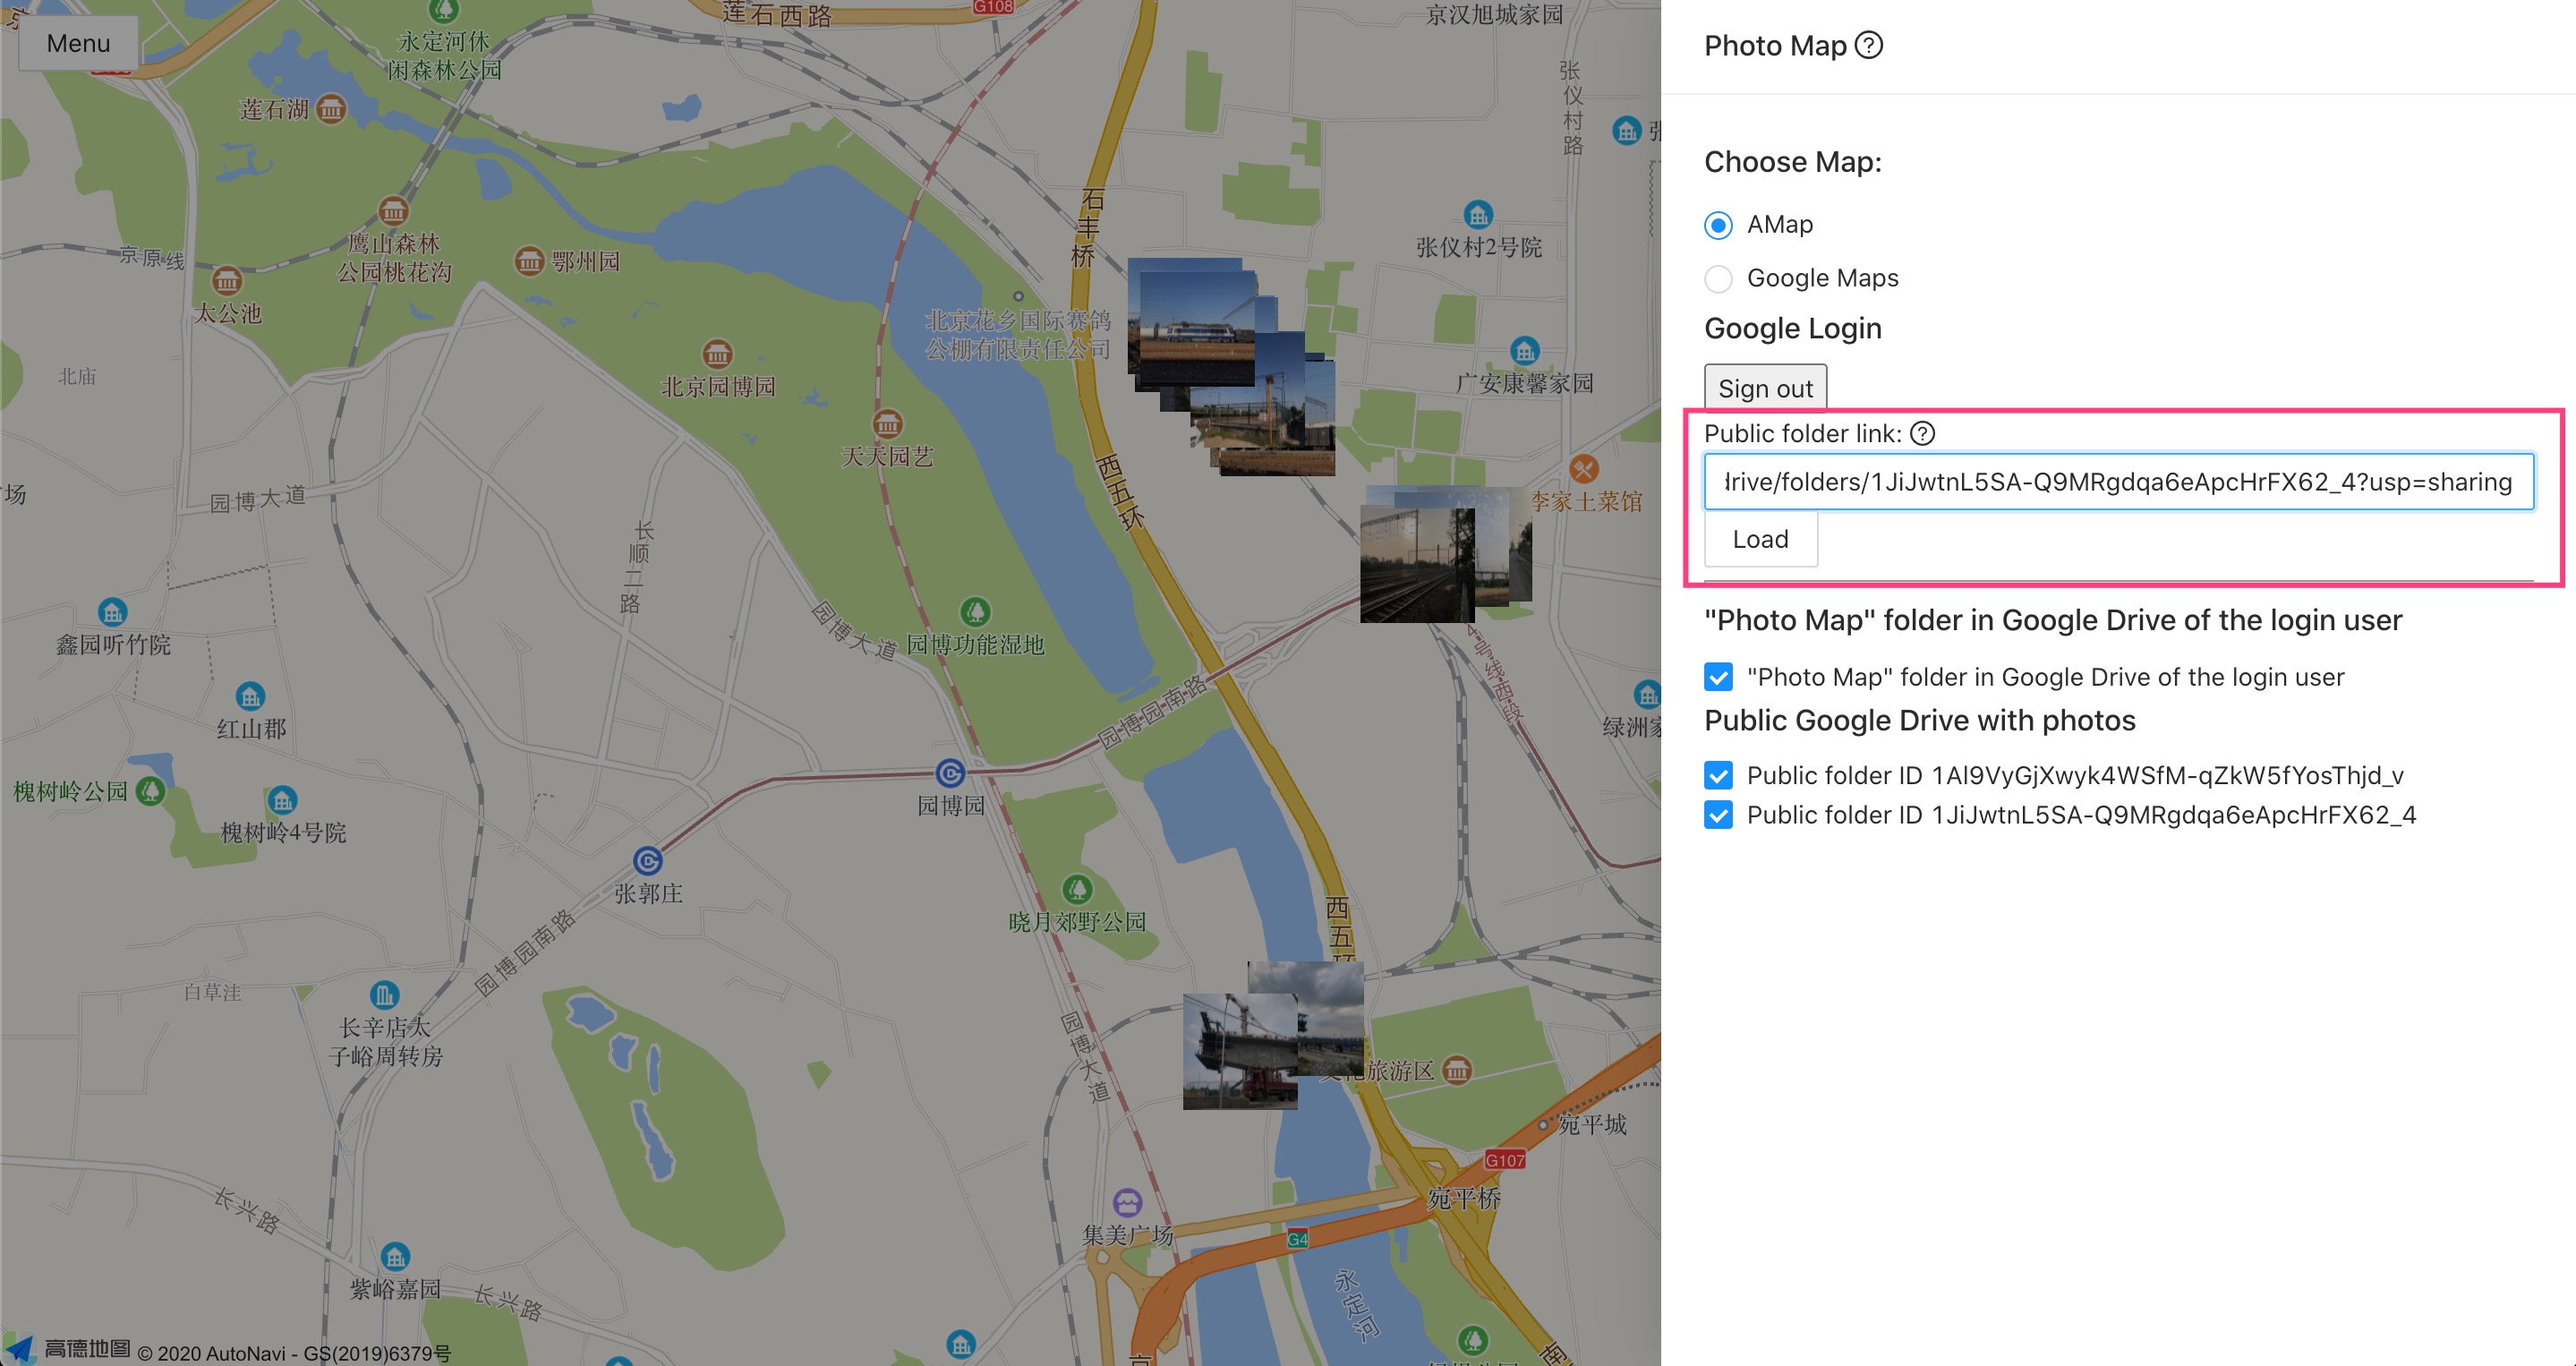 莲石西路
G108
京汉旭城家园
Menu
永定河休
闲森林公园
莲石湖
张仪村路
鹰山森林
公园桃花沟
鄂州园
京原线
太公池
石丰桥
张仪村2号院
北京花乡国际赛鸽
公棚有限责任公司
北庙
北京园博园
广安康馨家园
天天园艺
园博大道
西五环
李家土菜馆
长顺二路
鑫园听竹院
园博大道
园博功能湿地
4号线西段
园博园南路
红山郡
槐树岭公园
槐树岭4号院
园博园
张郭庄
晓月郊野公园
西五环
园博园南路
白草洼
长辛店太
子峪周转房
园博大道
旅游区
宛平城
G107
宛平桥
长兴路
集美广场
G4
永定河
紫峪嘉园
长兴路
高德地图 © 2020 AutoNavi - GS(2019)6379号
Photo Map ?
Choose Map:
AMap
Google Maps
Google Login
Sign out
Public folder link: ?
rive/folders/1JiJwtnL5SA-Q9MRgdqa6eApcHrFX62_4?usp=sharing
Load
"Photo Map" folder in Google Drive of the login user
"Photo Map" folder in Google Drive of the login user
Public Google Drive with photos
Public folder ID 1Al9VyGjXwyk4WSfM-qZkW5fYosThjd_v
Public folder ID 1JiJwtnL5SA-Q9MRgdqa6eApcHrFX62_4